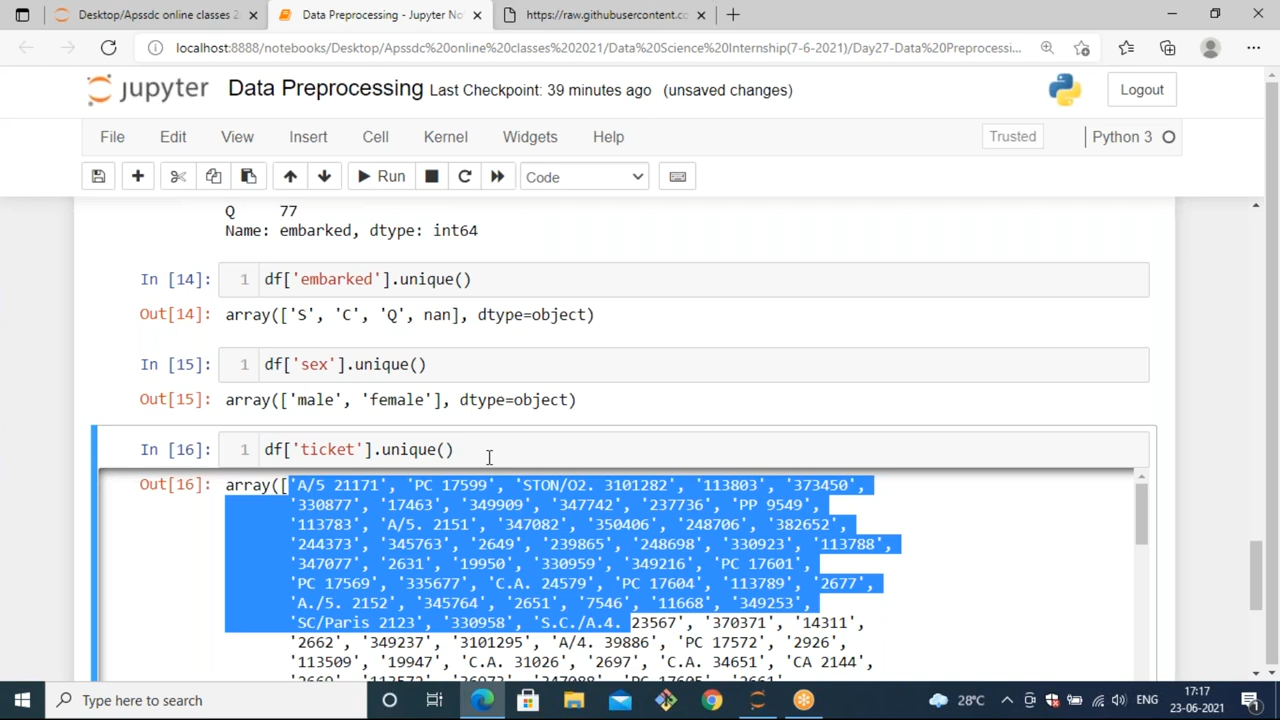 Desktop/Apssdc online classes 2
Data Preprocessing - Jupyter No
https://raw.githubusercontent.co
localhost:8888/notebooks/Desktop/Apssdc%20online%20classes%202021/Data%20Science%20Internship(7-6-2021)/Day27-Data%20Preprocessi...
jupyter Data Preprocessing Last Checkpoint: 39 minutes ago (unsaved changes) Logout
File Edit View Insert Cell Kernel Widgets Help Trusted Python 3
Run Code
Q 77
Name: embarked, dtype: int64
In [14]: 1 df['embarked'].unique()
Out[14]: array(['S', 'C', 'Q', nan], dtype=object)
In [15]: 1 df['sex'].unique()
Out[15]: array(['male', 'female'], dtype=object)
In [16]: 1 df['ticket'].unique()
Out[16]: array(['A/5 21171', 'PC 17599', 'STON/O2. 3101282', '113803', '373450',
'330877', '17463', '349909', '347742', '237736', 'PP 9549',
'113783', 'A/5. 2151', '347082', '350406', '248706', '382652',
'244373', '345763', '2649', '239865', '248698', '330923', '113788',
'347077', '2631', '19950', '330959', '349216', 'PC 17601',
'PC 17569', '335677', 'C.A. 24579', 'PC 17604', '113789', '2677',
'A./5. 2152', '345764', '2651', '7546', '11668', '349253',
'SC/Paris 2123', '330958', 'S.C./A.4. 23567', '370371', '14311',
'2662', '349237', '3101295', 'A/4. 39886', 'PC 17572', '2926',
'113509', '19947', 'C.A. 31026', '2697', 'C.A. 34651', 'CA 2144',
'2669', '113572', '36973', '347088', 'PC 17605', '2661',
Type here to search 28°C ENG 17:17
23-06-2021